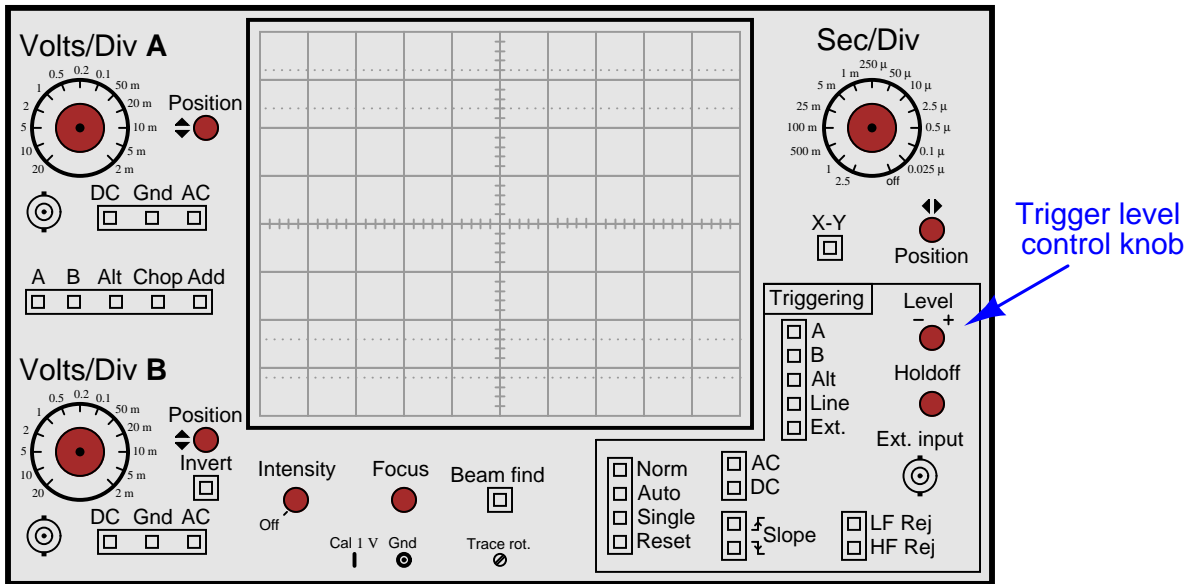 Volts/Div A
0.5 0.2 0.1
1 50 m
2 20 m
5 10 m
10 5 m
20 2 m
Position
DC Gnd AC
A B Alt Chop Add
Volts/Div B
0.5 0.2 0.1
1 50 m
2 20 m
5 10 m
10 5 m
20 2 m
Position
Invert
DC Gnd AC
Intensity
Off
Focus
Beam find
Cal 1 V Gnd
Trace rot.
Sec/Div
250 µ
1 m 50 µ
5 m 10 µ
25 m 2.5 µ
100 m 0.5 µ
500 m 0.1 µ
1 0.025 µ
2.5 off
X-Y
Position
Triggering
A
B
Alt
Line
Ext.
Level
− +
Holdoff
Ext. input
Norm
Auto
Single
Reset
AC
DC
Slope
LF Rej
HF Rej
Trigger level
control knob